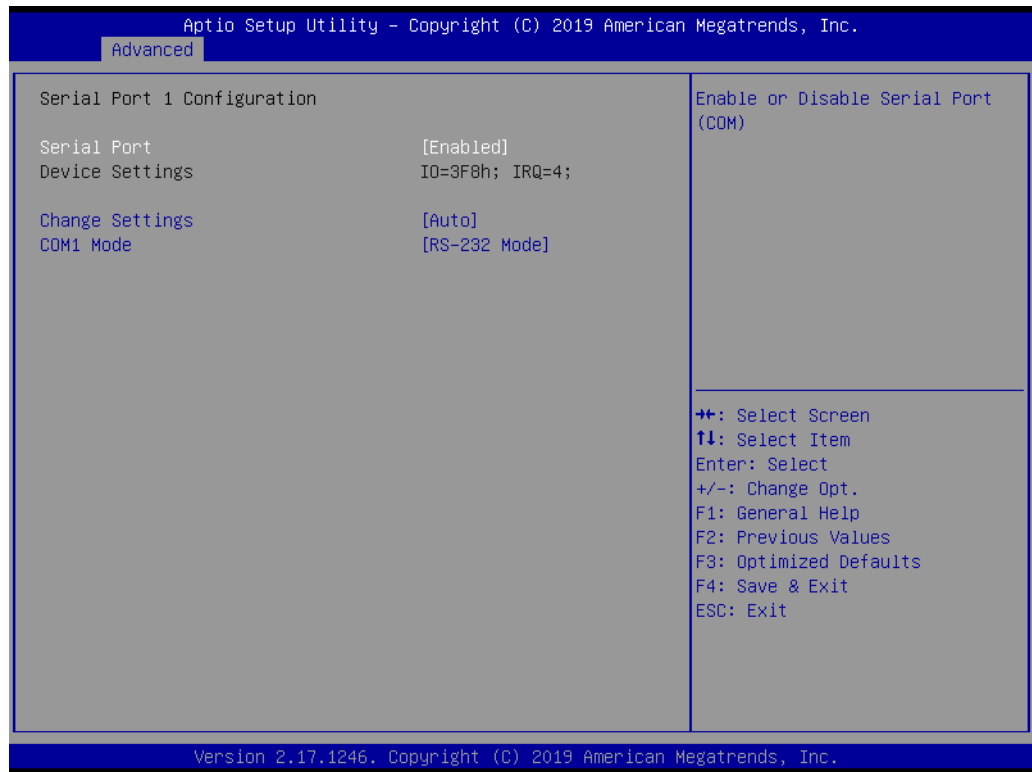 Aptio Setup Utility – Copyright (C) 2019 American Megatrends, Inc.
Advanced
Serial Port 1 Configuration
Serial Port [Enabled]
Device Settings IO=3F8h; IRQ=4;
Change Settings [Auto]
COM1 Mode [RS-232 Mode]
Enable or Disable Serial Port
(COM)
→←: Select Screen
↑↓: Select Item
Enter: Select
+/-: Change Opt.
F1: General Help
F2: Previous Values
F3: Optimized Defaults
F4: Save & Exit
ESC: Exit
Version 2.17.1246. Copyright (C) 2019 American Megatrends, Inc.